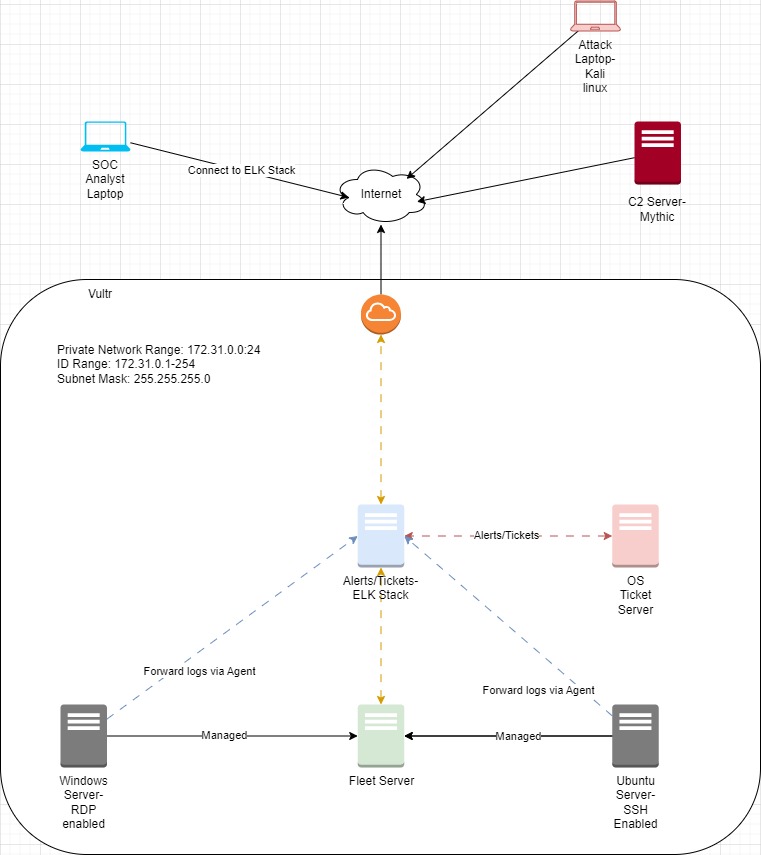 Attack
Laptop-
Kali
linux
SOC
Analyst
Laptop
Connect to ELK Stack
Internet
C2 Server-
Mythic
Vultr
Private Network Range: 172.31.0.0:24
ID Range: 172.31.0.1-254
Subnet Mask: 255.255.255.0
Alerts/Tickets
Alerts/Tickets-
ELK Stack
OS
Ticket
Server
Forward logs via Agent
Forward logs via Agent
Managed
Managed
Windows
Server-
RDP
enabled
Fleet Server
Ubuntu
Server-
SSH
Enabled